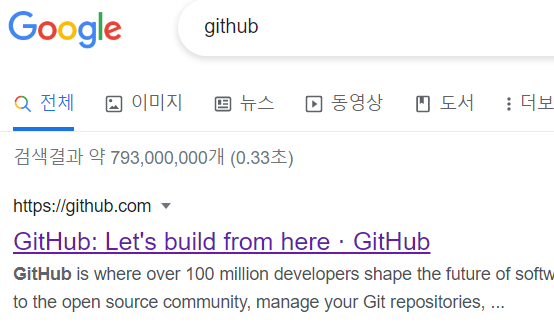 Google
github
전체 이미지 뉴스 동영상 도서 더보
검색결과 약 793,000,000개 (0.33초)
https://github.com
GitHub: Let's build from here · GitHub
GitHub is where over 100 million developers shape the future of softw
to the open source community, manage your Git repositories, ...